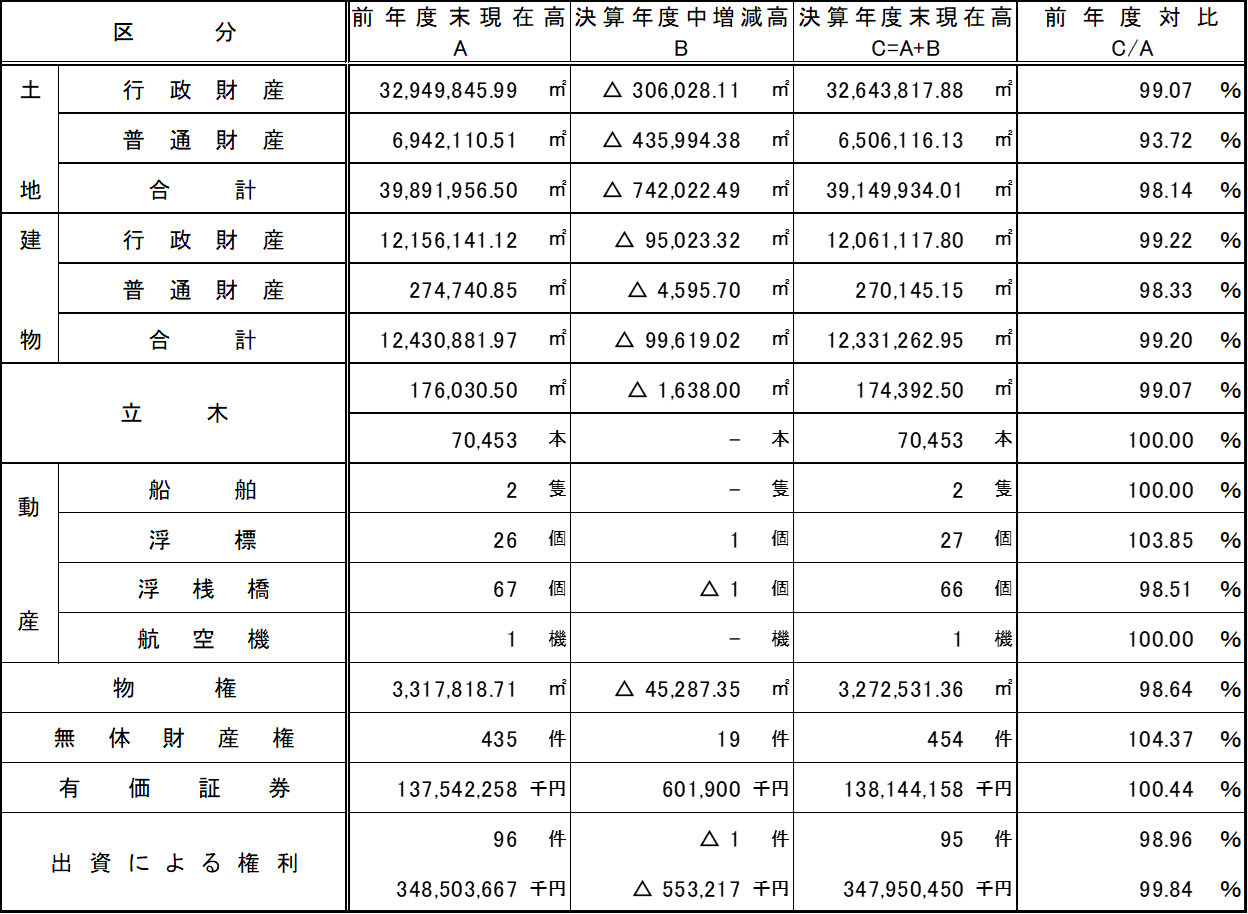 区分 前年度末現在高 決算年度中増減高 決算年度末現在高 前年度対比
A B C=A+B C/A
土地 行政財産 32,949,845.99 ㎡ △ 306,028.11 ㎡ 32,643,817.88 ㎡ 99.07 %
普通財産 6,942,110.51 ㎡ △ 435,994.38 ㎡ 6,506,116.13 ㎡ 93.72 %
合計 39,891,956.50 ㎡ △ 742,022.49 ㎡ 39,149,934.01 ㎡ 98.14 %
建物 行政財産 12,156,141.12 ㎡ △ 95,023.32 ㎡ 12,061,117.80 ㎡ 99.22 %
普通財産 274,740.85 ㎡ △ 4,595.70 ㎡ 270,145.15 ㎡ 98.33 %
合計 12,430,881.97 ㎡ △ 99,619.02 ㎡ 12,331,262.95 ㎡ 99.20 %
立木 176,030.50 ㎡ △ 1,638.00 ㎡ 174,392.50 ㎡ 99.07 %
70,453 本 － 本 70,453 本 100.00 %
動産 船舶 2 隻 － 隻 2 隻 100.00 %
浮標 26 個 1 個 27 個 103.85 %
浮桟橋 67 個 △ 1 個 66 個 98.51 %
航空機 1 機 － 機 1 機 100.00 %
物権 3,317,818.71 ㎡ △ 45,287.35 ㎡ 3,272,531.36 ㎡ 98.64 %
無体財産権 435 件 19 件 454 件 104.37 %
有価証券 137,542,258 千円 601,900 千円 138,144,158 千円 100.44 %
出資による権利 96 件 △ 1 件 95 件 98.96 %
348,503,667 千円 △ 553,217 千円 347,950,450 千円 99.84 %